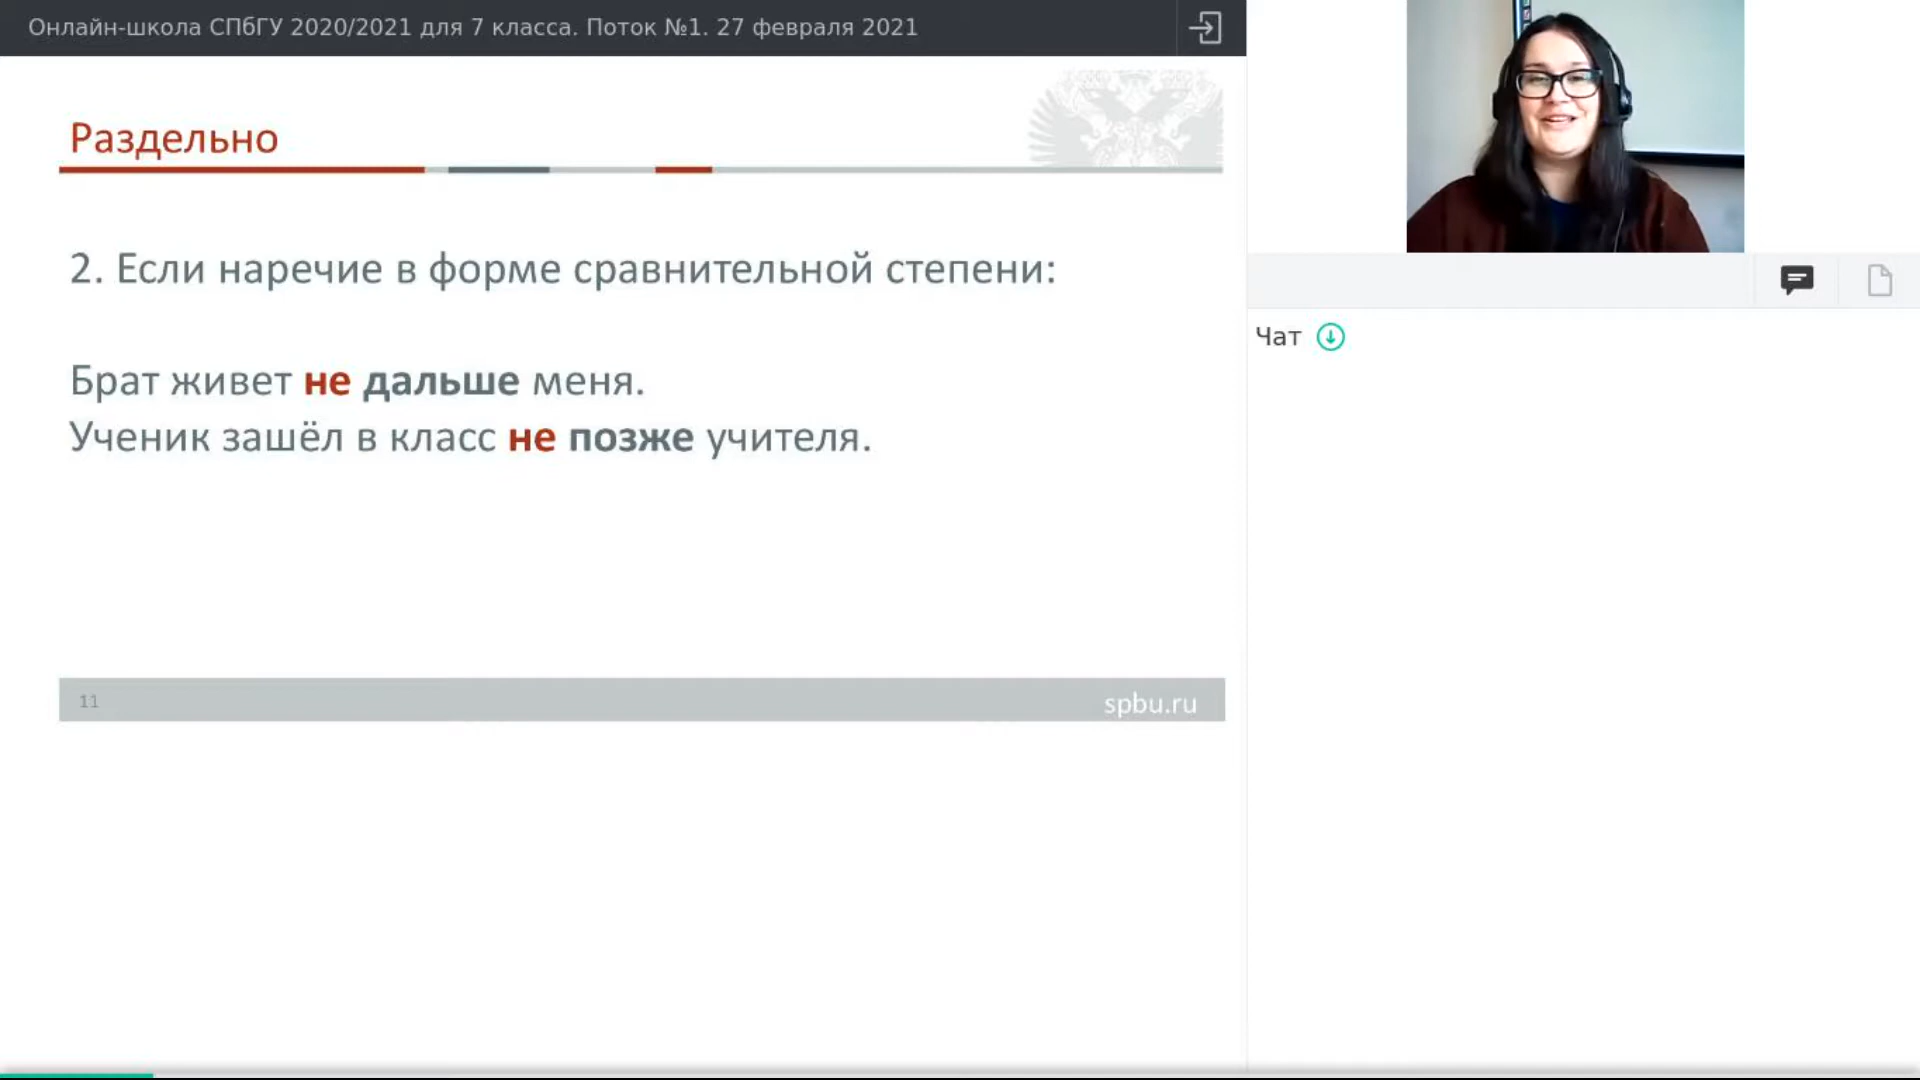 Онлайн-школа СПбГУ 2020/2021 для 7 класса. Поток №1. 27 февраля 2021
Раздельно
2. Если наречие в форме сравнительной степени:
Брат живет не дальше меня.
Ученик зашёл в класс не позже учителя.
11
spbu.ru
Чат